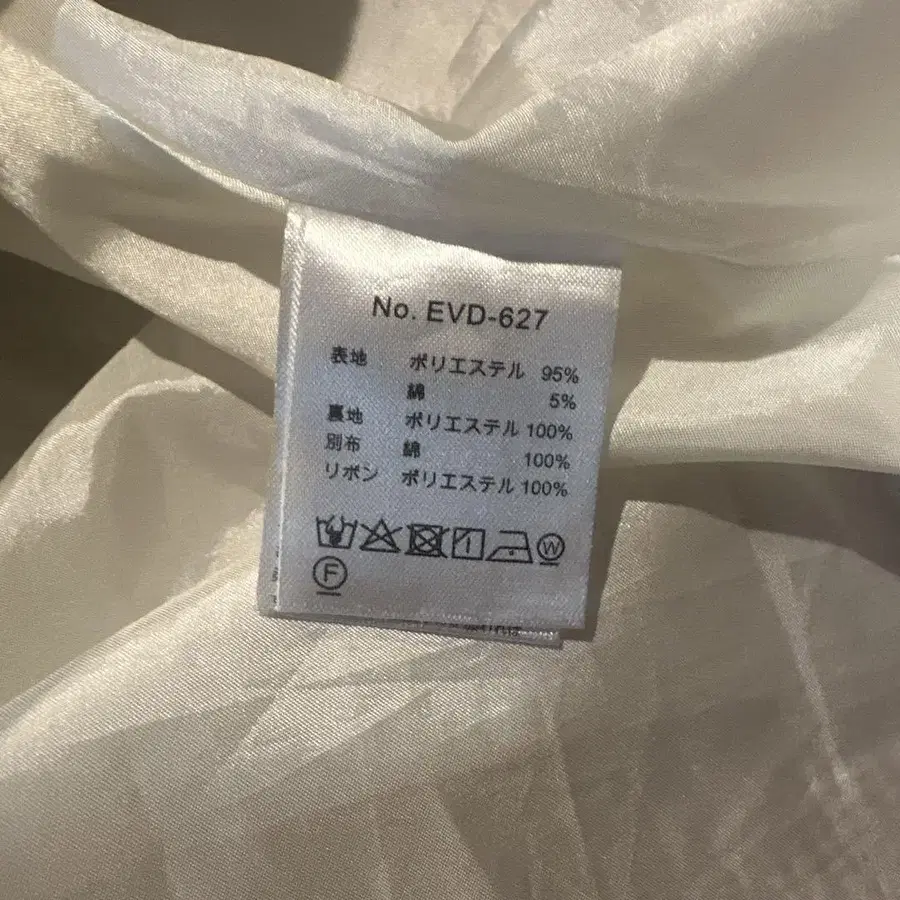 No. EVD-627
表地 ポリエステル 95%
綿 5%
裏地 ポリエステル 100%
別布 綿 100%
リボン ポリエステル 100%
W
F